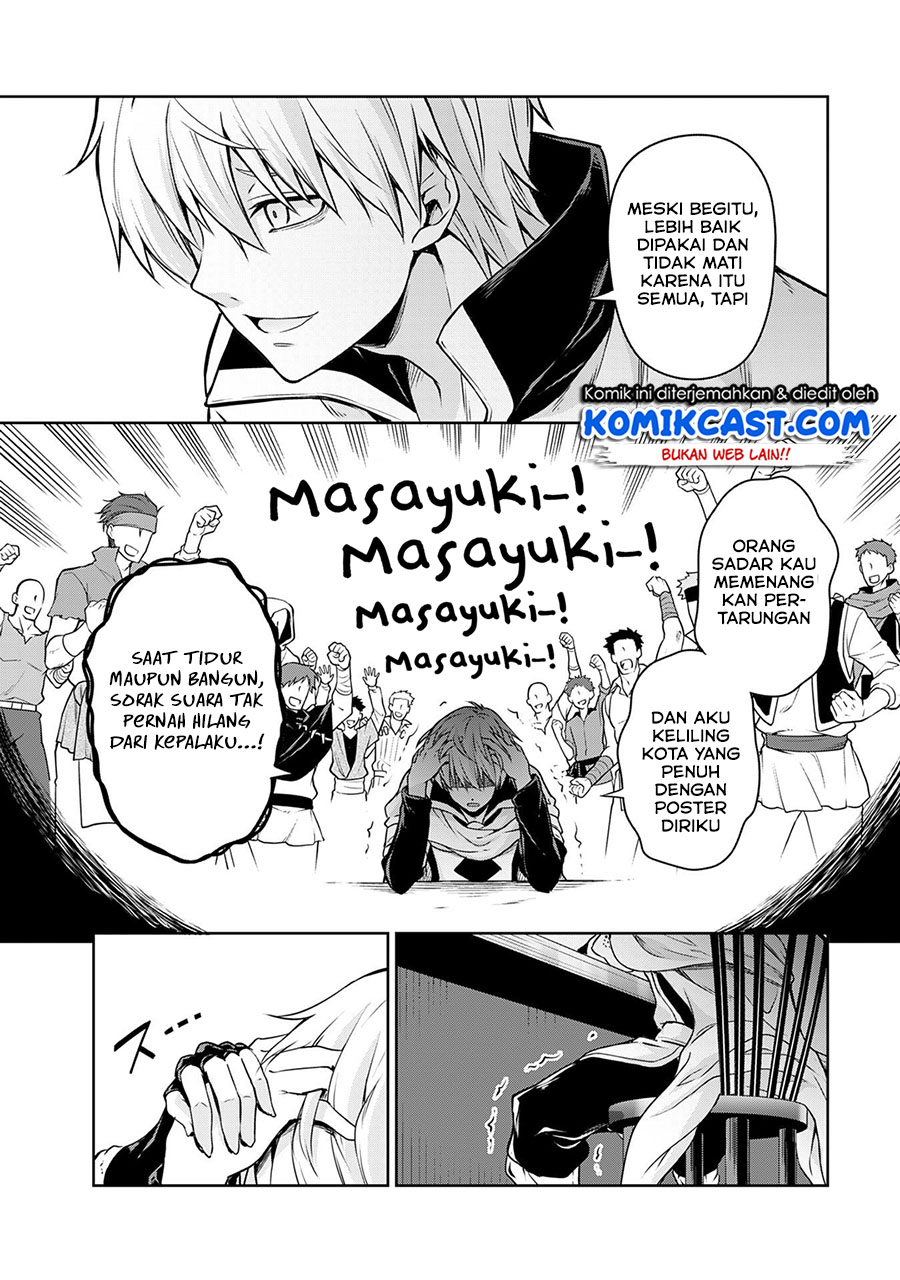 MESKI BEGITU,
LEBIH BAIK
DIPAKAI DAN
TIDAK MATI
KARENA ITU
SEMUA, TAPI
Komik ini diterjemahkan & diedit oleh
KOMIKCAST.COM
BUKAN WEB LAIN!!
ORANG
SADAR KAU
MEMENANG
KAN PER-
TARUNGAN
Masayuki-!
Masayuki-!
Masayuki-!
Masayuki-!
DAN AKU
KELILING
KOTA YANG
PENUH
DENGAN
POSTER
DIRIKU
SAAT TIDUR
MAUPUN BANGUN,
SORAK SUARA TAK
PERNAH HILANG
DARI KEPALAKU...!
ス…